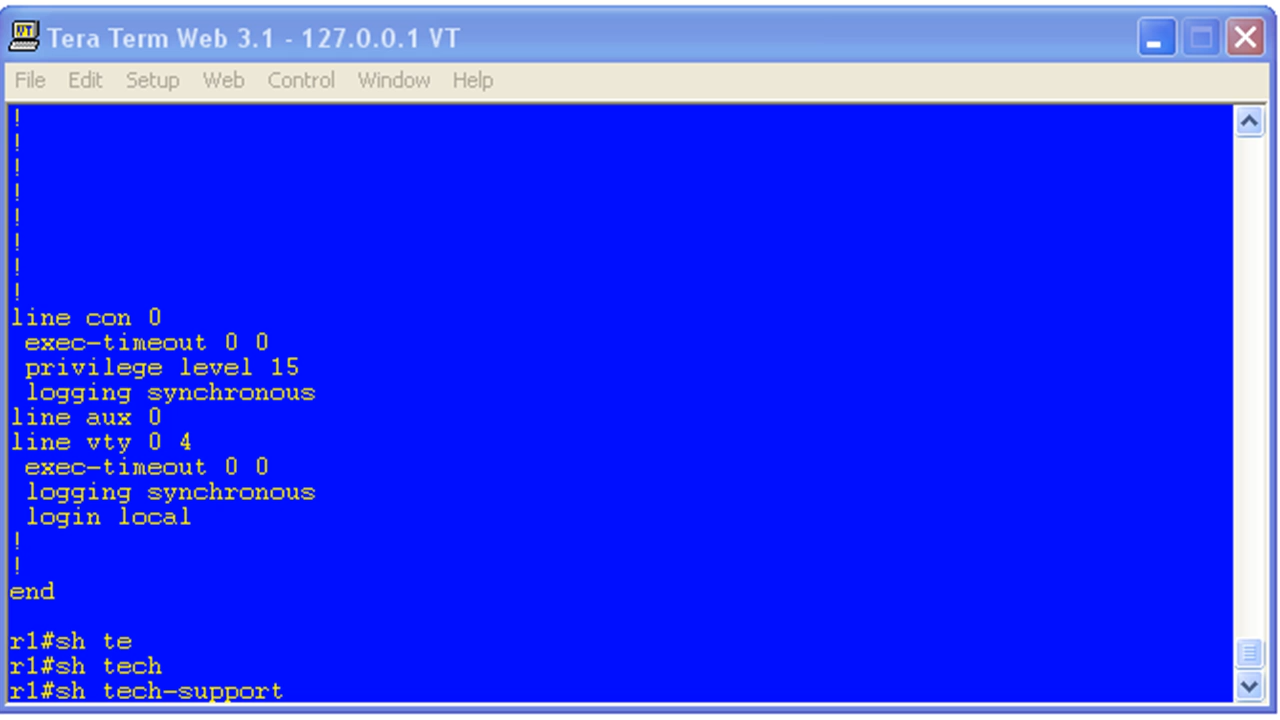 Tera Term Web 3.1 - 127.0.0.1 VT
File Edit Setup Web Control Window Help
!
!
!
!
!
!
!
!
line con 0
 exec-timeout 0 0
 privilege level 15
 logging synchronous
line aux 0
line vty 0 4
 exec-timeout 0 0
 logging synchronous
 login local
!
!
end
r1#sh te
r1#sh tech
r1#sh tech-support